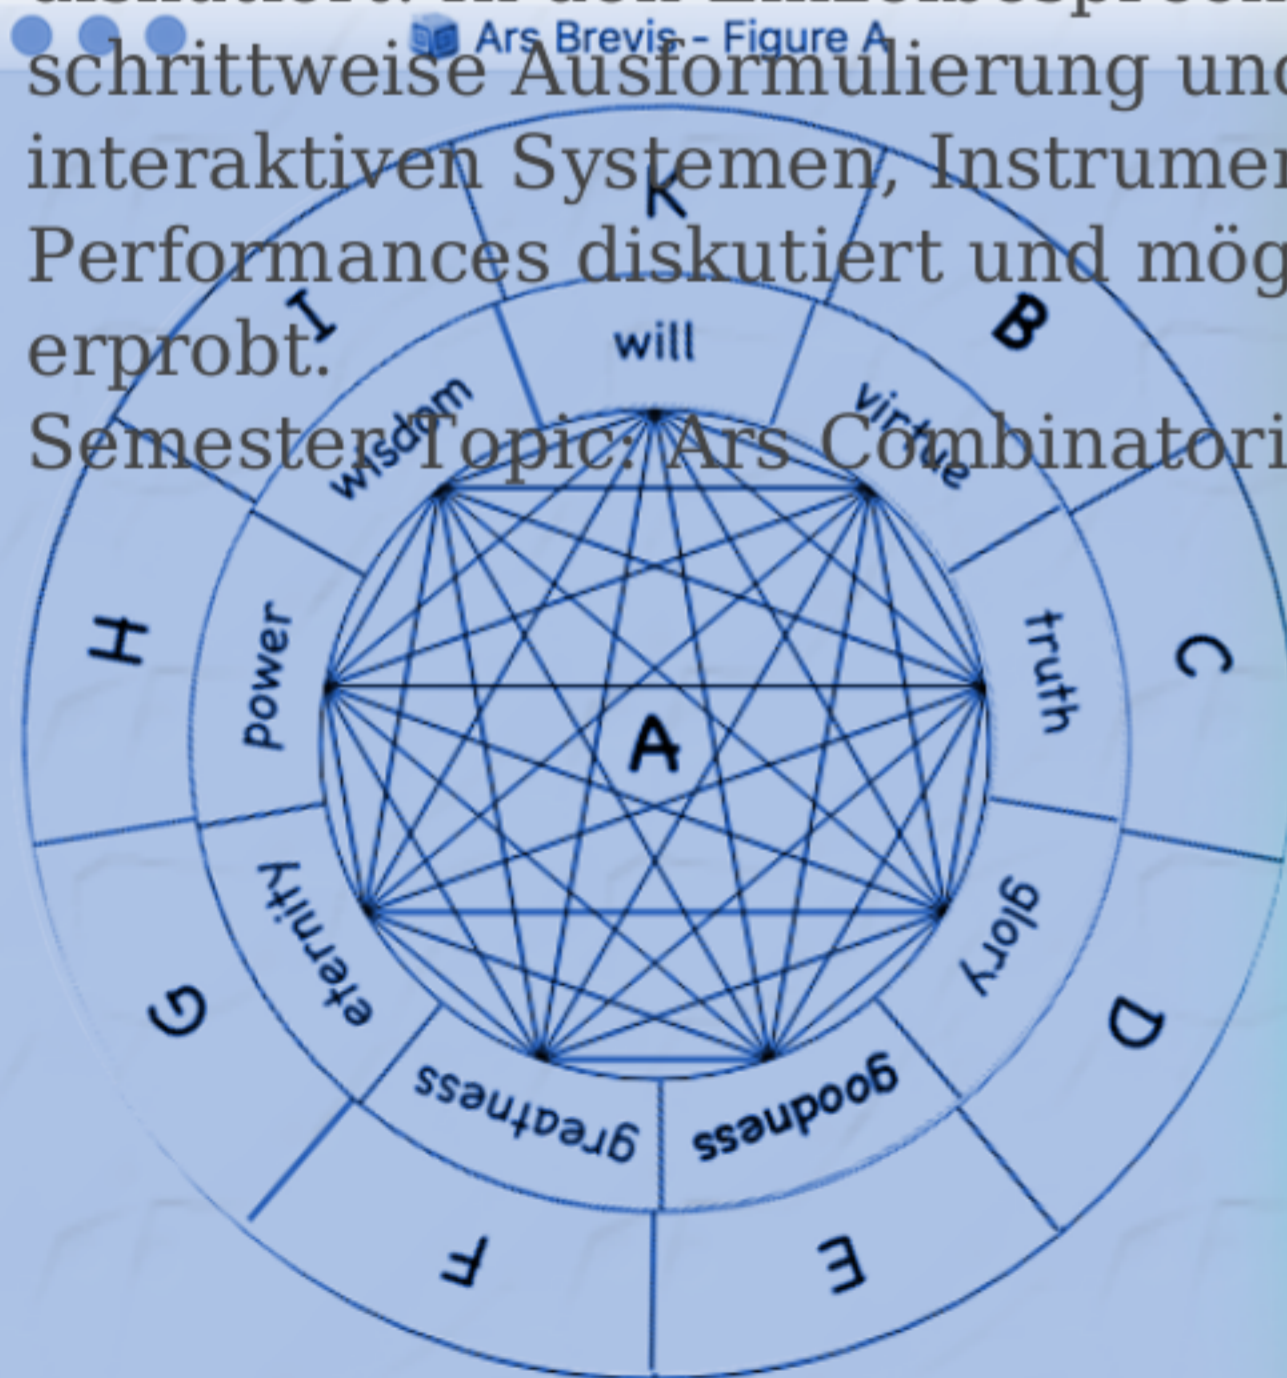 Ars Brevis - Figure A
schrittweise Ausformulierung und
interaktiven Systemen, Instrumen
Performances diskutiert und mög
erprobt.
Semester Topic: Ars Combinatori
K
B
C
D
E
F
G
H
I
will
virtue
truth
glory
goodness
greatness
eternity
power
wisdom
A